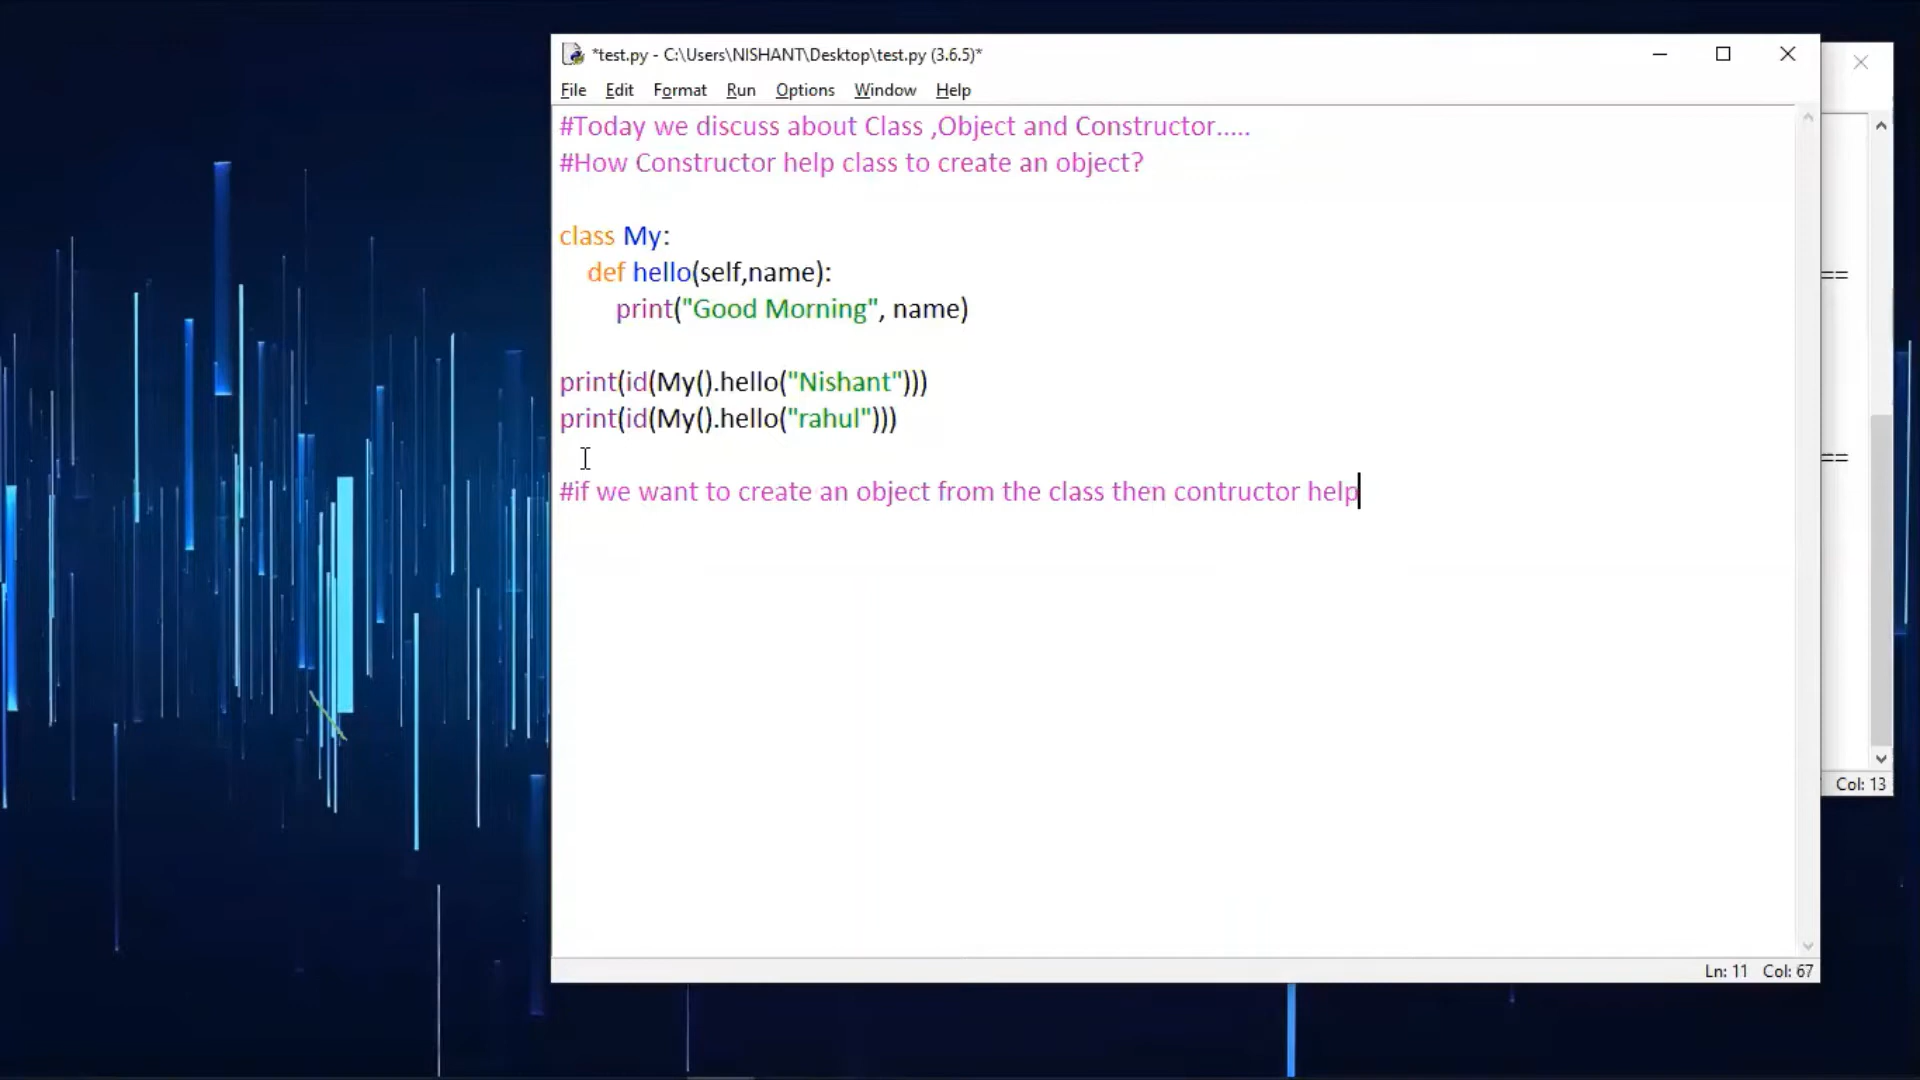 *test.py - C:\Users\NISHANT\Desktop\test.py (3.6.5)*
File Edit Format Run Options Window Help
#Today we discuss about Class ,Object and Constructor.....
#How Constructor help class to create an object?
class My:
    def hello(self,name):
        print("Good Morning", name)
print(id(My().hello("Nishant")))
print(id(My().hello("rahul")))
#if we want to create an object from the class then contructor help
==
==
Col: 13
Ln: 11 Col: 67